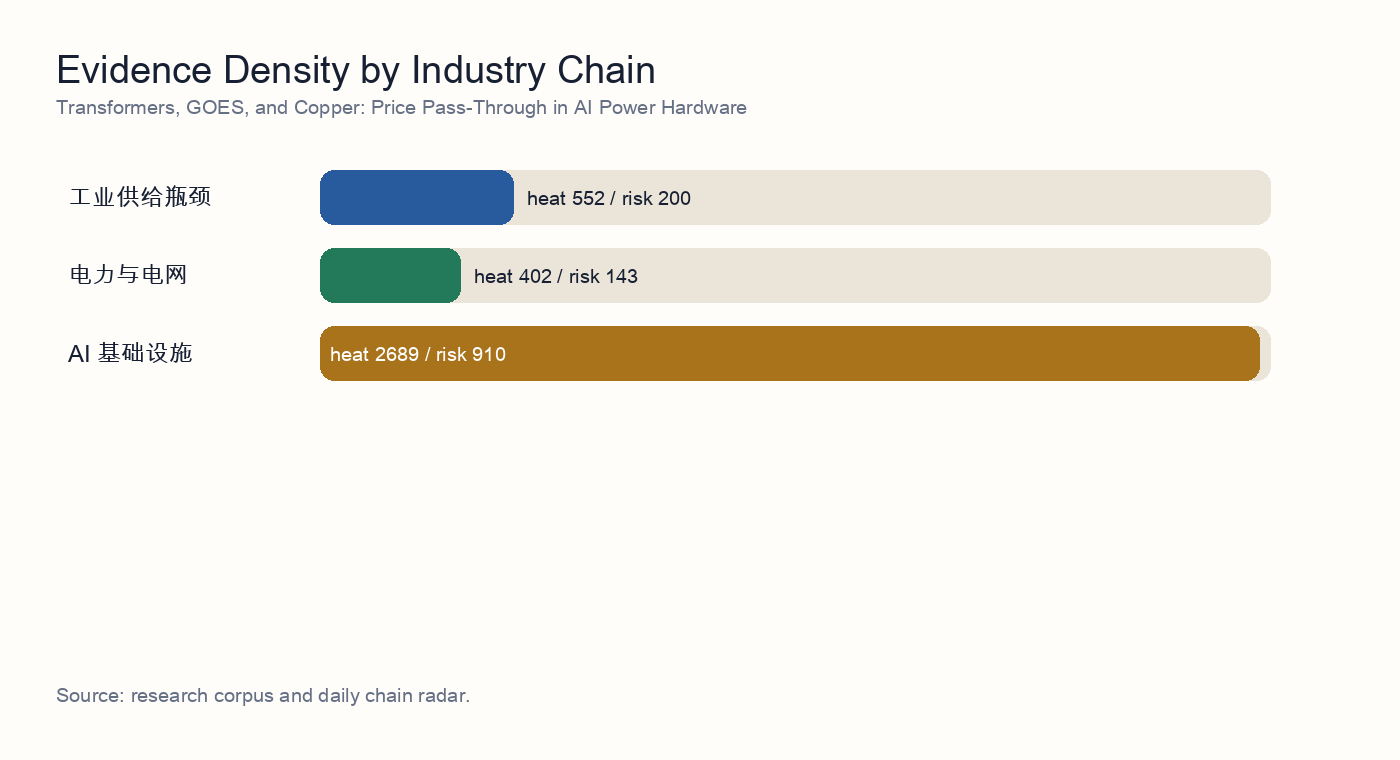 Evidence Density by Industry Chain
Transformers, GOES, and Copper: Price Pass-Through in AI Power Hardware
工业供给瓶颈
heat 552 / risk 200
电力与电网
heat 402 / risk 143
AI 基础设施
heat 2689 / risk 910
Source: research corpus and daily chain radar.